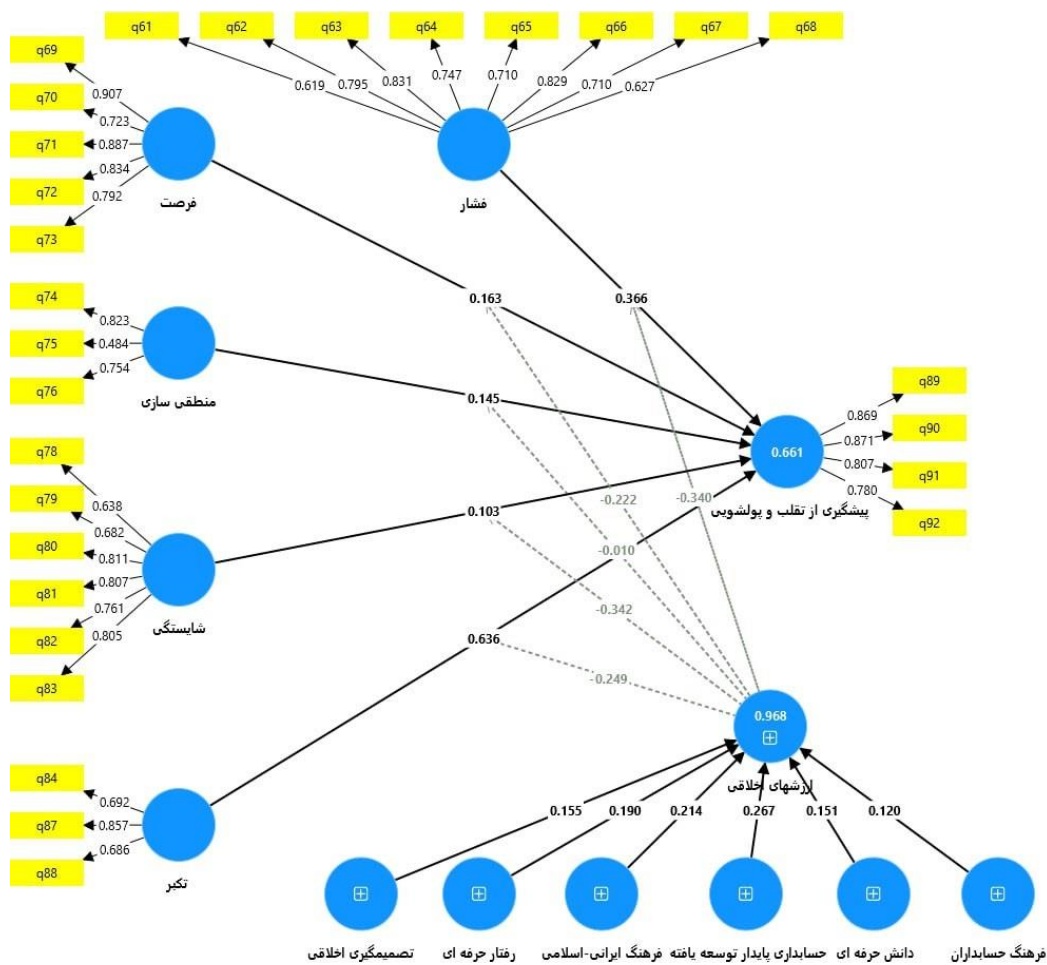 q61
q62
q63
q64
q65
q66
q67
q68
0.619
0.795
0.831
0.747
0.710
0.829
0.710
0.627
فشار
q69
q70
q71
q72
q73
0.907
0.723
0.887
0.834
0.792
فرصت
q74
q75
q76
0.823
0.484
0.754
منطقی سازی
q78
q79
q80
q81
q82
q83
0.638
0.682
0.811
0.807
0.761
0.805
شایستگی
q84
q87
q88
0.692
0.857
0.686
تکبر
0.163
0.366
0.145
0.103
0.636
-0.222
-0.340
-0.010
-0.342
-0.249
0.661
پیشگیری از تقلب و پولشویی
q89
q90
q91
q92
0.869
0.871
0.807
0.780
0.968
ارزشهای اخلاقی
0.155
0.190
0.214
0.267
0.151
0.120
تصمیمگیری اخلاقی
رفتار حرفه ای
فرهنگ ایرانی-اسلامی
حسابداری پایدار توسعه یافته
دانش حرفه ای
فرهنگ حسابداران